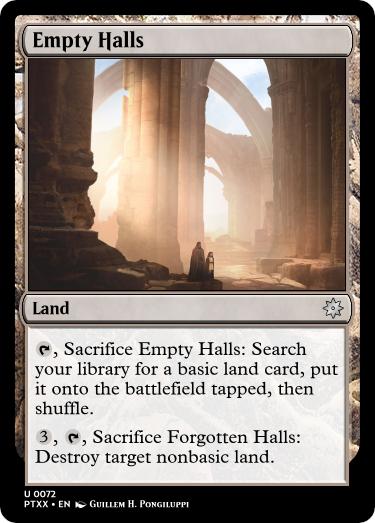 Empty Halls
Land
, Sacrifice Empty Halls: Search
your library for a basic land card, put
it onto the battlefield tapped, then
shuffle.
3, , Sacrifice Forgotten Halls:
Destroy target nonbasic land.
U 0072
PTXX • EN Guillem H. Pongiluppi